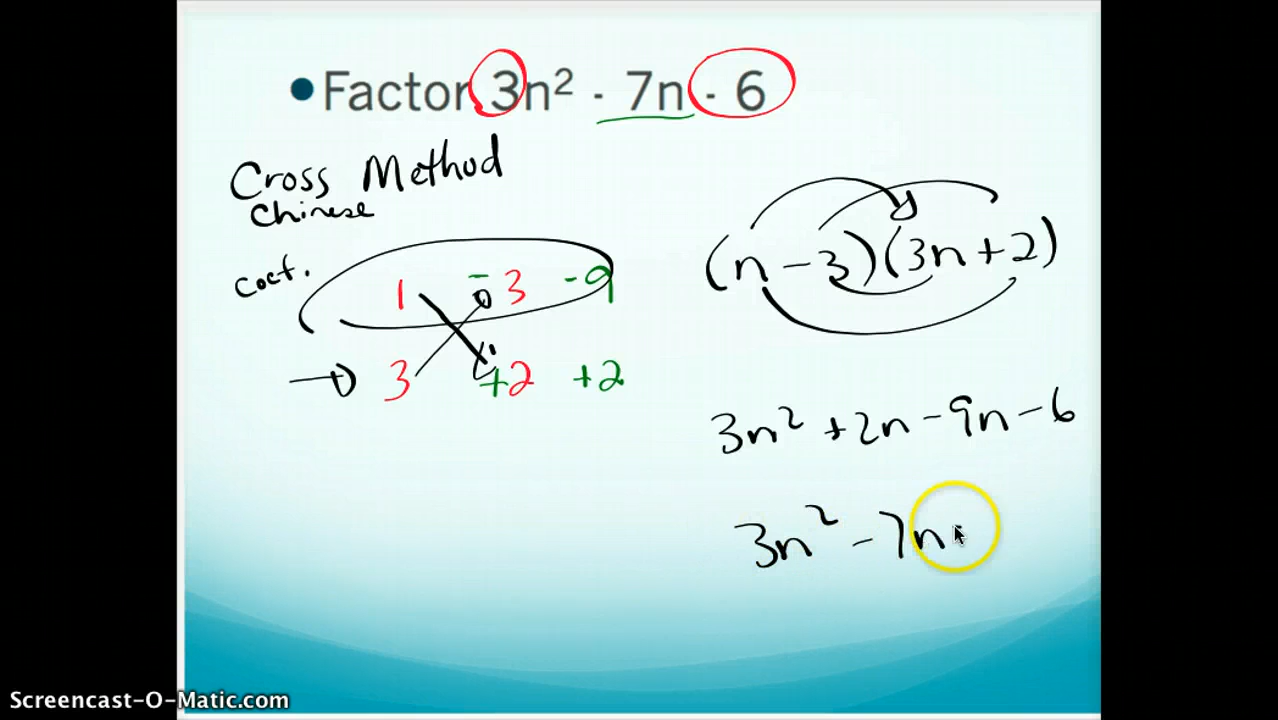 •Factor 3n² - 7n - 6
Cross Method
Chinese
coef.
1 -3 -9
3 +2 +2
(n - 3)(3n + 2)
3n² + 2n - 9n - 6
3n² - 7n
Screencast-O-Matic.com